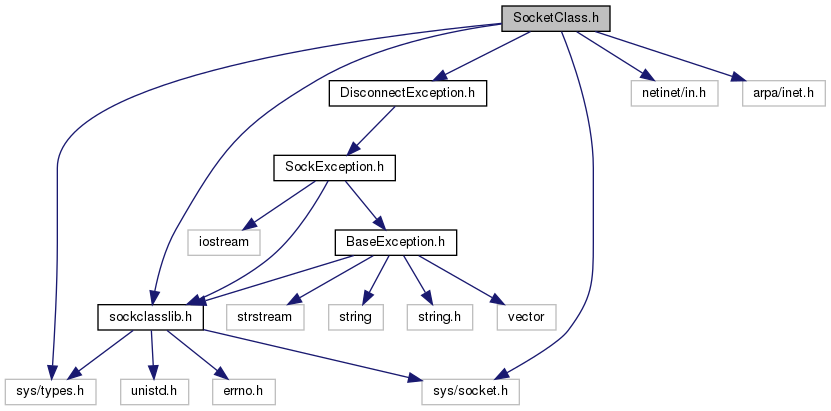 SocketClass.h
DisconnectException.h
netinet/in.h
arpa/inet.h
SockException.h
iostream
BaseException.h
sockclasslib.h
strstream
string
string.h
vector
sys/types.h
unistd.h
errno.h
sys/socket.h